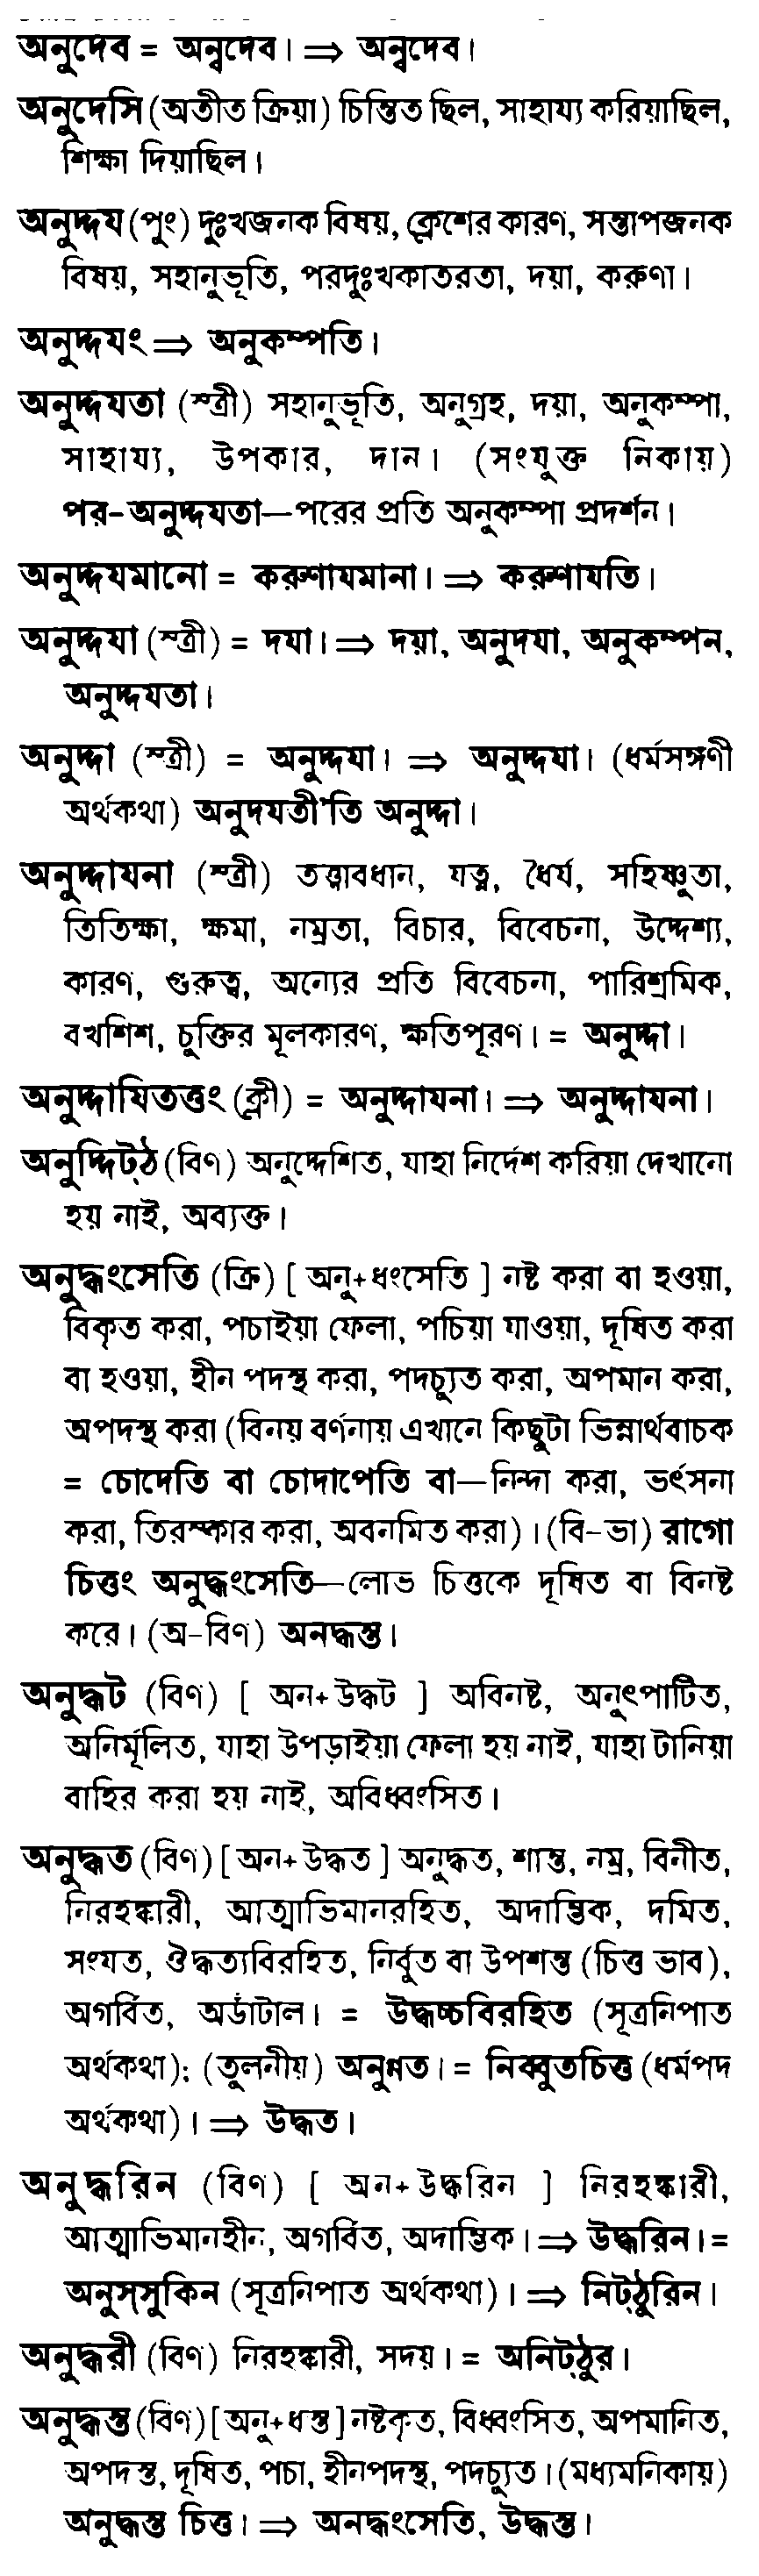 অনুদেব = অন্বদেব। ⇒ অন্বদেব।
অনুদেসি (অতীত ক্রিয়া) চিন্তিত ছিল, সাহায্য করিয়াছিল,
শিক্ষা দিয়াছিল।
অনুদ্দয (পুং) দুঃখজনক বিষয়, ক্লেশের কারণ, সন্তাপজনক
বিষয়, সহানুভূতি, পরদুঃখকাতরতা, দয়া, করুণা।
অনুদ্দযং ⇒ অনুকম্পতি।
অনুদ্দযতা (স্ত্রী) সহানুভূতি, অনুগ্রহ, দয়া, অনুকম্পা,
সাহায্য, উপকার, দান। (সংযুক্ত নিকায়)
পর-অনুদ্দযতা—পরের প্রতি অনুকম্পা প্রদর্শন।
অনুদ্দযমানো = করুণাযমানা। ⇒ করুণাযতি।
অনুদ্দযা (স্ত্রী) = দযা। ⇒ দয়া, অনুদযা, অনুকম্পন,
অনুদ্দযতা।
অনুদ্দা (স্ত্রী) = অনুদ্দযা। ⇒ অনুদ্দযা। (ধর্মসঙ্গণী
অর্থকথা) অনুদযতী'তি অনুদ্দা।
অনুদ্দাযনা (স্ত্রী) তত্ত্বাবধান, যত্ন, ধৈর্য, সহিষ্ণুতা,
তিতিক্ষা, ক্ষমা, নম্রতা, বিচার, বিবেচনা, উদ্দেশ্য,
কারণ, গুরুত্ব, অন্যের প্রতি বিবেচনা, পারিশ্রমিক,
বখশিশ, চুক্তির মূলকারণ, ক্ষতিপূরণ। = অনুদ্দা।
অনুদ্দাযিতত্তং (ক্লী) = অনুদ্দাযনা। ⇒ অনুদ্দাযনা।
অনুদ্দিট্ঠ (বিণ) অনুদ্দেশিত, যাহা নির্দেশ করিয়া দেখানো
হয় নাই, অব্যক্ত।
অনুদ্ধংসেতি (ক্রি) [ অনু+ধংসেতি ] নষ্ট করা বা হওয়া,
বিকৃত করা, পচাইয়া ফেলা, পচিয়া যাওয়া, দূষিত করা
বা হওয়া, হীন পদস্থ করা, পদচ্যুত করা, অপমান করা,
অপদস্থ করা (বিনয় বর্ণনায় এখানে কিছুটা ভিন্নার্থবাচক
= চোদেতি বা চোদাপেতি বা—নিন্দা করা, ভর্ৎসনা
করা, তিরস্কার করা, অবনমিত করা)। (বি-ভা) রাগো
চিত্তং অনুদ্ধংসেতি—লোভ চিত্তকে দূষিত বা বিনষ্ট
করে। (অ-বিণ) অনদ্ধস্ত।
অনুদ্ধট (বিণ) [ অন+উদ্ধট ] অবিনষ্ট, অনুৎপাটিত,
অনির্মূলিত, যাহা উপড়াইয়া ফেলা হয় নাই, যাহা টানিয়া
বাহির করা হয় নাই, অবিধ্বংসিত।
অনুদ্ধত (বিণ) [ অন+উদ্ধত ] অনুদ্ধত, শান্ত, নম্র, বিনীত,
নিরহঙ্কারী, আত্মাভিমানরহিত, অদাম্ভিক, দমিত,
সংযত, ঔদ্ধত্যবিরহিত, নির্বৃত বা উপশন্ত (চিত্ত ভাব),
অগর্বিত, অডাঁটাল। = উদ্ধচ্চবিরহিত (সূত্রনিপাত
অর্থকথা); (তুলনীয়) অনুন্নত। = নিব্বুতচিত্ত (ধর্মপদ
অর্থকথা)। ⇒ উদ্ধত।
অনুদ্ধরিন (বিণ) [ অন+উদ্ধরিন ] নিরহঙ্কারী,
আত্মাভিমানহীন, অগর্বিত, অদাম্ভিক। ⇒ উদ্ধরিন। =
অনুস্সুকিন (সূত্রনিপাত অর্থকথা)। ⇒ নিট্ঠুরিন।
অনুদ্ধরী (বিণ) নিরহঙ্কারী, সদয়। = অনিট্ঠুর।
অনুদ্ধস্ত (বিণ) [ অনু+ধস্ত ] নষ্টকৃত, বিধ্বংসিত, অপমানিত,
অপদস্ত, দূষিত, পচা, হীনপদস্থ, পদচ্যুত। (মধ্যমনিকায়)
অনুদ্ধস্ত চিত্ত। ⇒ অনদ্ধংসেতি, উদ্ধস্ত।